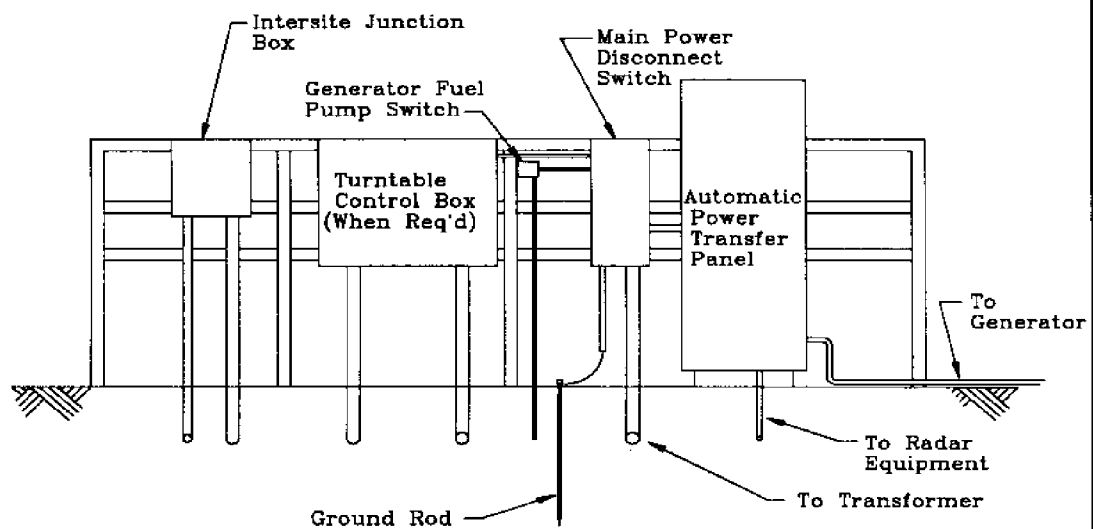 Intersite Junction
Box
Main Power
Disconnect
Switch
Generator Fuel
Pump Switch
Turntable
Control Box
(When Req'd)
Automatic
Power
Transfer
Panel
To
Generator
To Radar
Equipment
To Transformer
Ground Rod